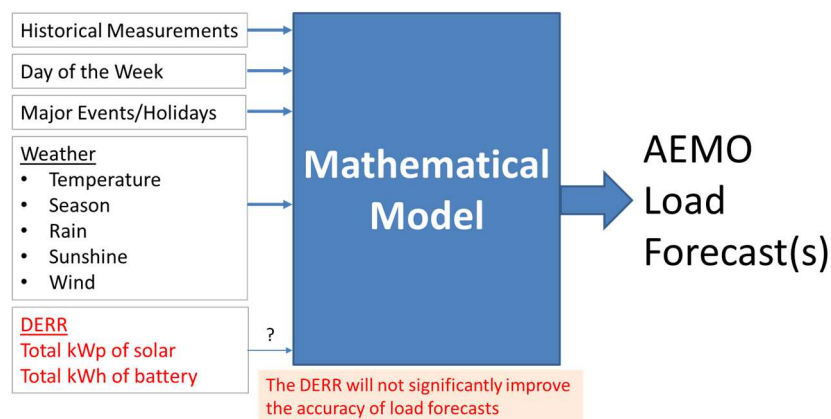 Historical Measurements
Day of the Week
Major Events/Holidays
Weather
• Temperature
• Season
• Rain
• Sunshine
• Wind
DERR
Total kWp of solar
Total kWh of battery
?
Mathematical
Model
The DERR will not significantly improve
the accuracy of load forecasts
AEMO
Load
Forecast(s)